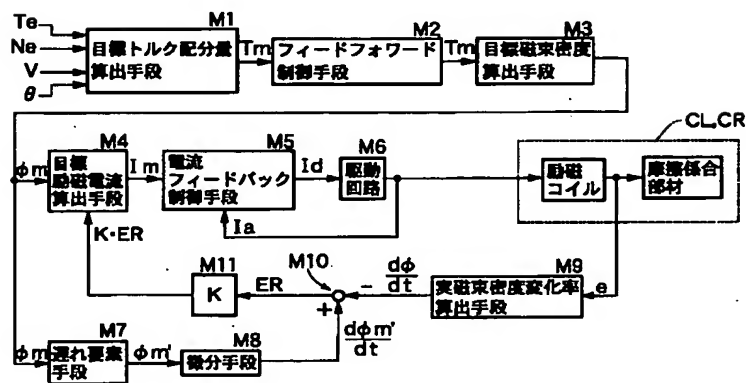 Te
Ne
V
θ
M1
目標トルク配分量
算出手段
Tm
M2
フィードフォワード
制御手段
Tm
M3
目標磁束密度
算出手段
CL,CR
φm
M4
目標
励磁電流
算出手段
Im
M5
電流
フィードバック
制御手段
Id
M6
駆動
回路
Ia
励磁
コイル
摩擦係合
部材
K・ER
M11
K
ER
M10
−
+
dφ
dt
M9
実磁束密度変化率
算出手段
e
φm
M7
遅れ要素
手段
φm'
M8
微分手段
dφm'
dt